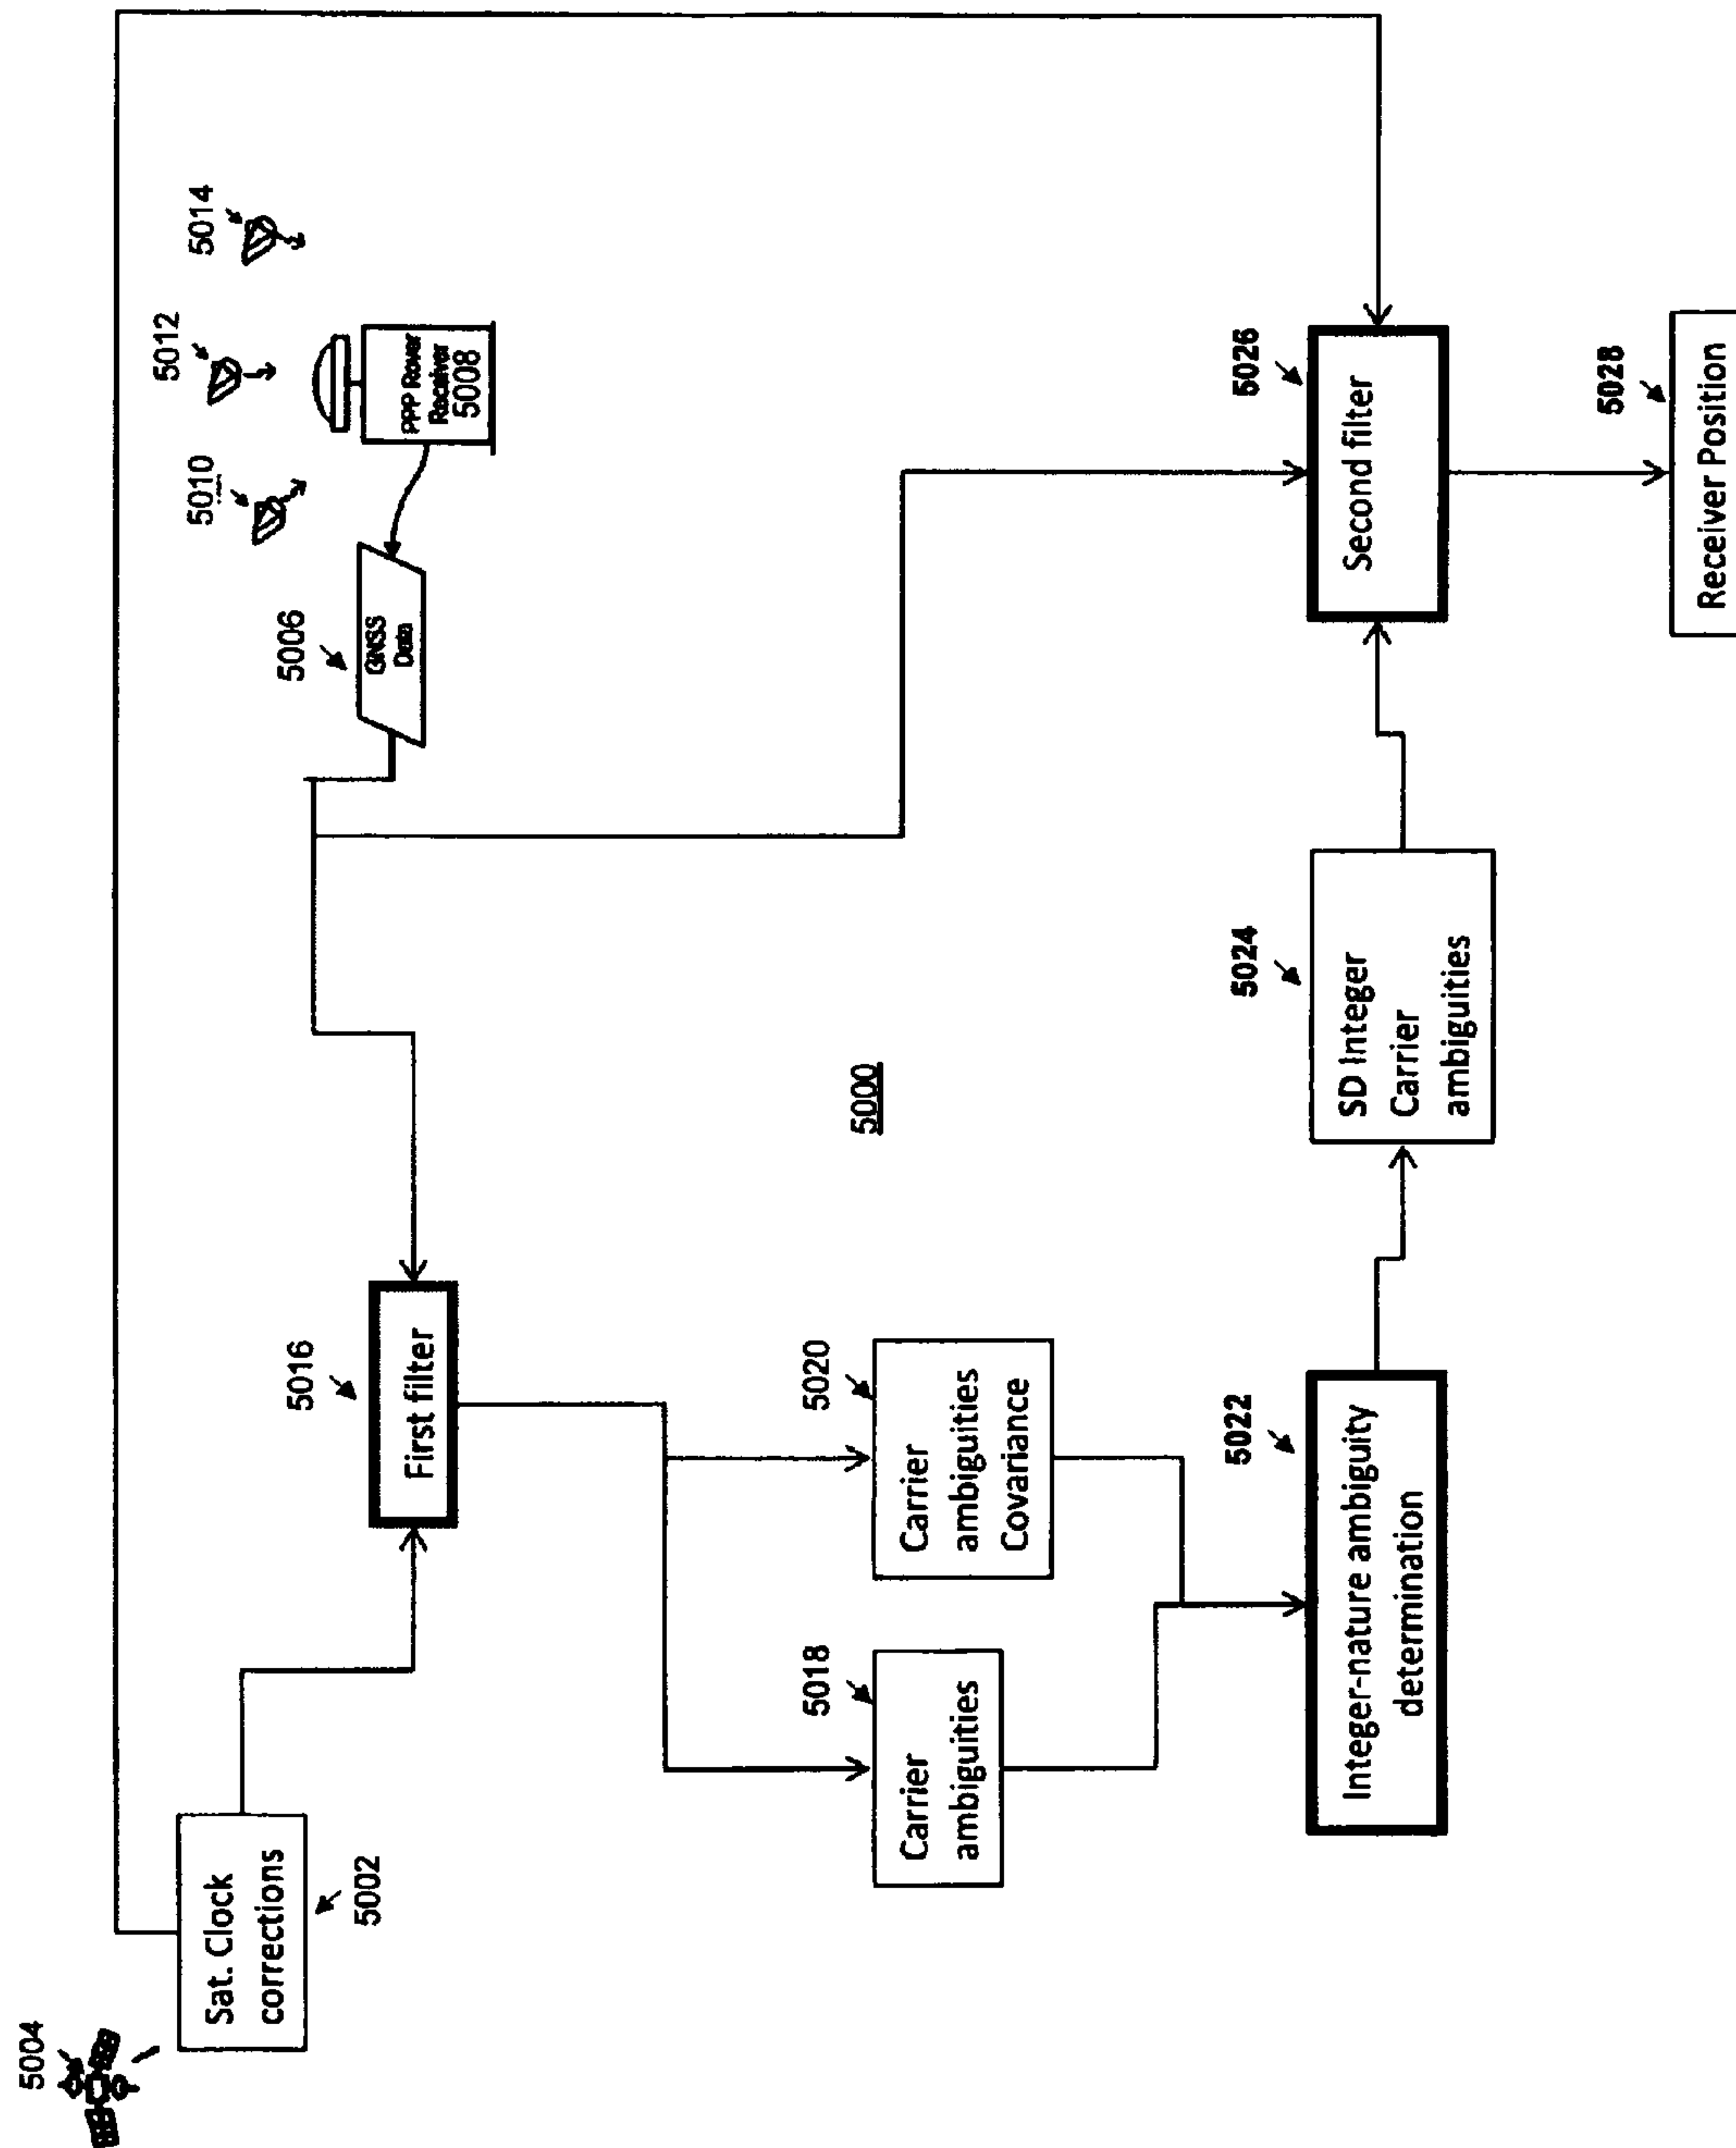 5004
Sat. Clock
corrections
5002
5016
First filter
5006
GNSS
Data
5010
5012
5014
PPP Rover
Receiver
5008
5018
Carrier
ambiguities
5020
Carrier
ambiguities
Covariance
5000
5022
Integer-nature ambiguity
determination
5024
SD Integer
Carrier
ambiguities
5026
Second filter
5028
Receiver Position